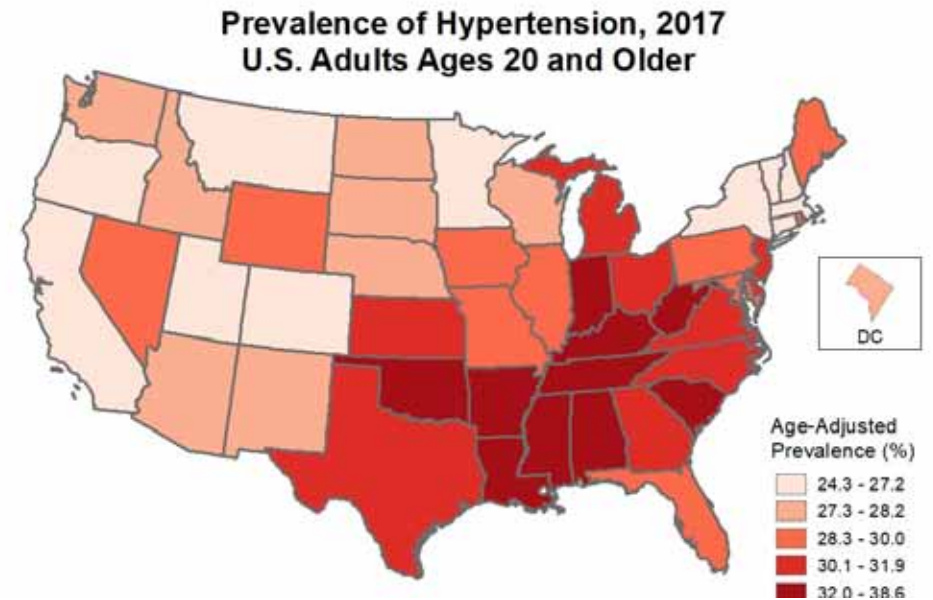 Prevalence of Hypertension, 2017
U.S. Adults Ages 20 and Older
DC
Age-Adjusted
Prevalence (%)
24.3 - 27.2
27.3 - 28.2
28.3 - 30.0
30.1 - 31.9
32.0 - 38.6